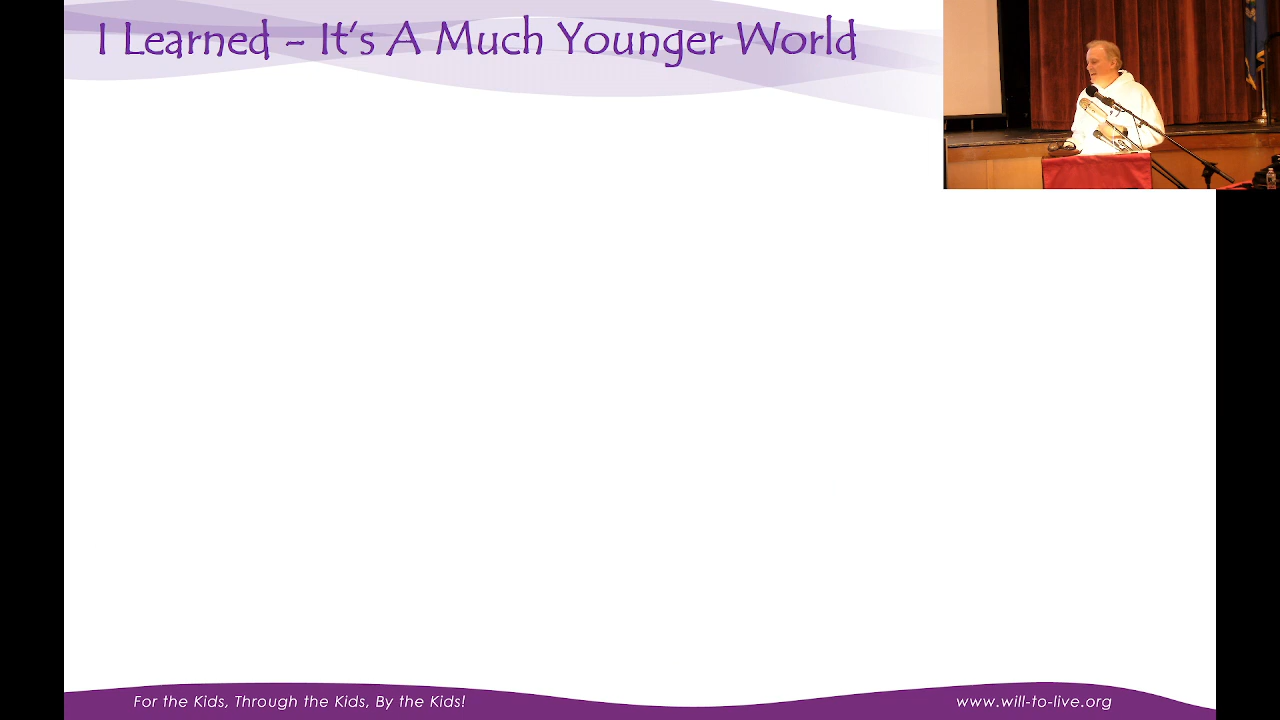 I Learned - It's A Much Younger World
For the Kids, Through the Kids, By the Kids!
www.will-to-live.org